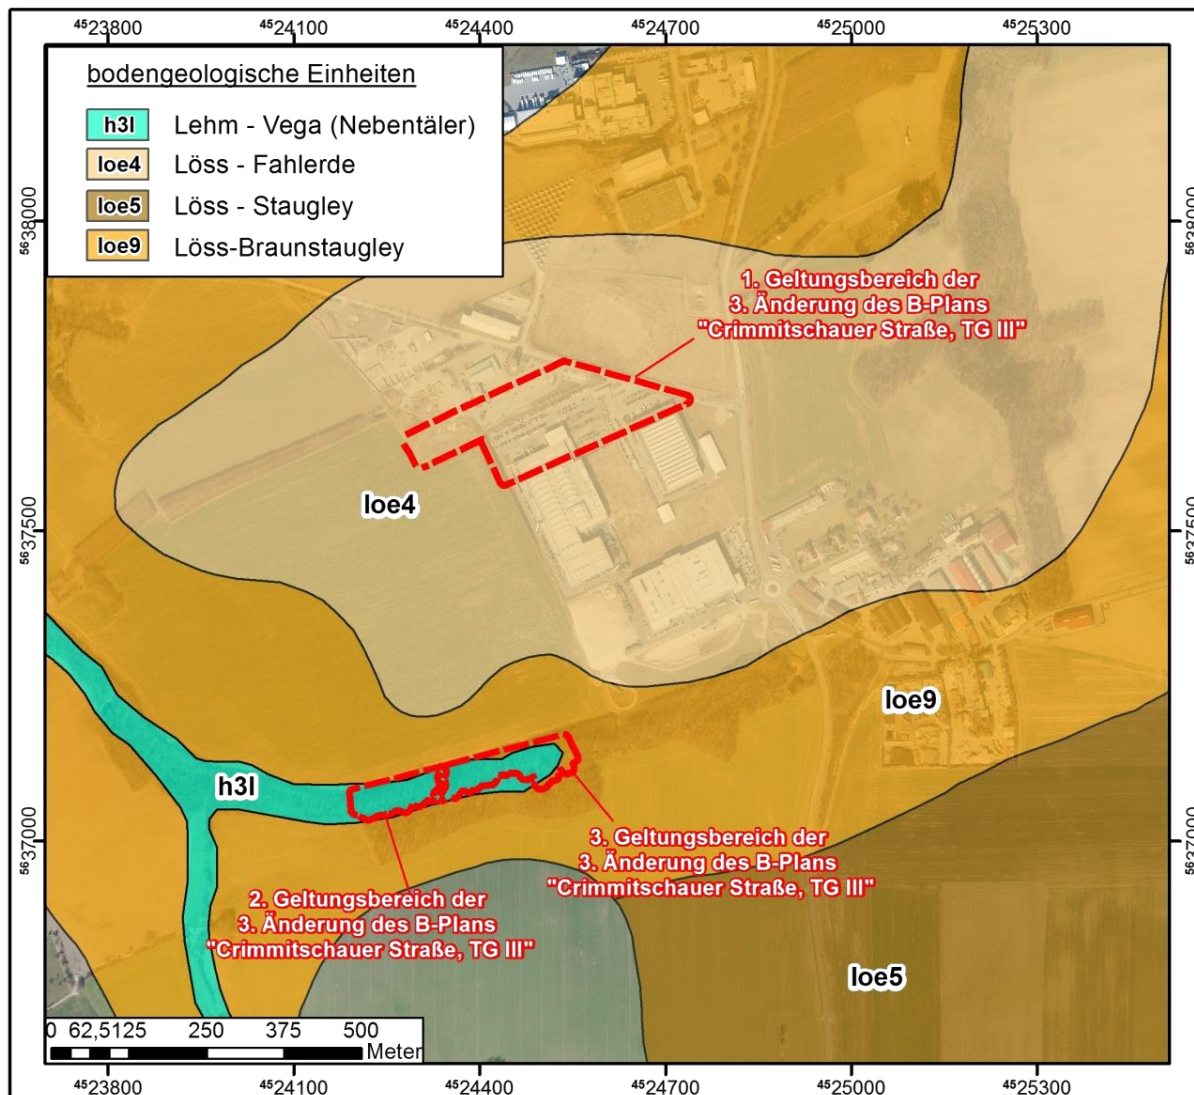 4523800 4524100 4524400 4524700 4525000 4525300
bodengeologische Einheiten
h3l Lehm - Vega (Nebentäler)
loe4 Löss - Fahlerde
loe5 Löss - Staugley
loe9 Löss-Braunstaugley
5638000 5638000
1. Geltungsbereich der
3. Änderung des B-Plans
"Crimmitschauer Straße, TG III"
loe4
5637500 5637500
loe9
h3l
5637000 5637000
3. Geltungsbereich der
3. Änderung des B-Plans
"Crimmitschauer Straße, TG III"
2. Geltungsbereich der
3. Änderung des B-Plans
"Crimmitschauer Straße, TG III"
loe5
0 62,5125 250 375 500
Meter
4523800 4524100 4524400 4524700 4525000 4525300